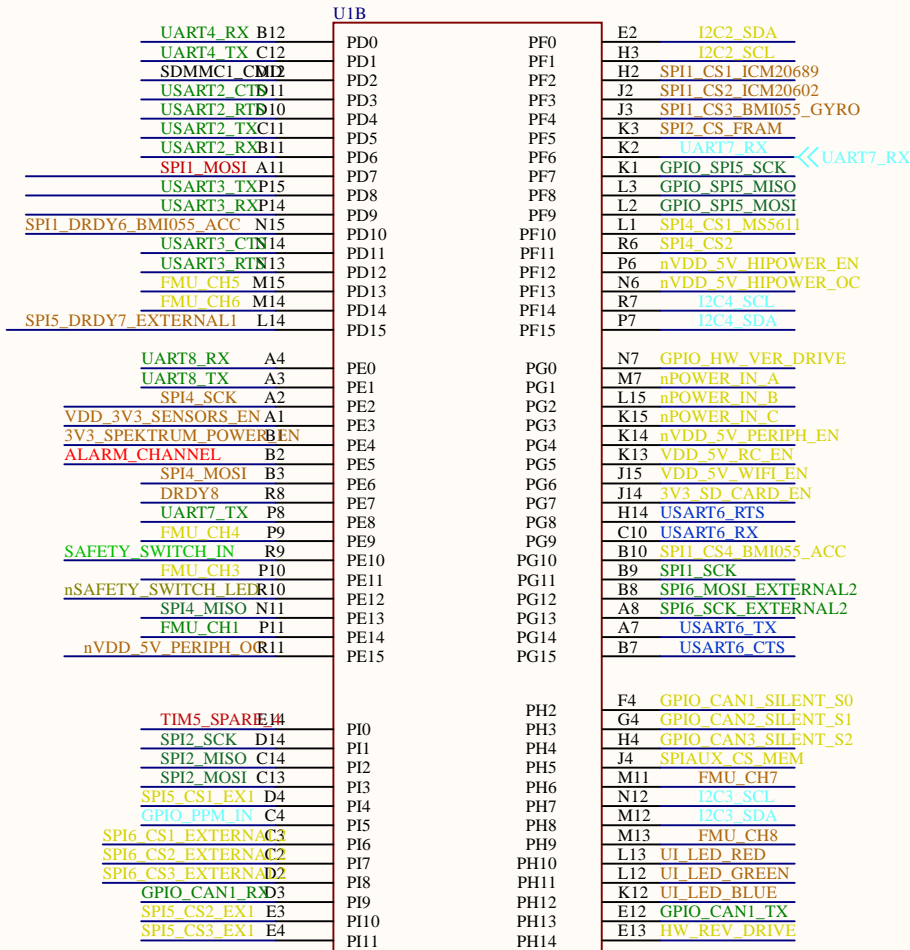 U1B
UART4_RX B12 PD0 PF0 E2 I2C2_SDA
UART4_TX C12 PD1 PF1 H3 I2C2_SCL
SDMMC1_CMD D12 PD2 PF2 H2 SPI1_CS1_ICM20689
USART2_CTS D11 PD3 PF3 J2 SPI1_CS2_ICM20602
USART2_RTS D10 PD4 PF4 J3 SPI1_CS3_BMI055_GYRO
USART2_TX C11 PD5 PF5 K3 SPI2_CS_FRAM
USART2_RX B11 PD6 PF6 K2 UART7_RX UART7_RX
SPI1_MOSI A11 PD7 PF7 K1 GPIO_SPI5_SCK
USART3_TX P15 PD8 PF8 L3 GPIO_SPI5_MISO
USART3_RX P14 PD9 PF9 L2 GPIO_SPI5_MOSI
SPI1_DRDY6_BMI055_ACC N15 PD10 PF10 L1 SPI4_CS1_MS5611
USART3_CTS N14 PD11 PF11 R6 SPI4_CS2
USART3_RTS N13 PD12 PF12 P6 nVDD_5V_HIPOWER_EN
FMU_CH5 M15 PD13 PF13 N6 nVDD_5V_HIPOWER_OC
FMU_CH6 M14 PD14 PF14 R7 I2C4_SCL
SPI5_DRDY7_EXTERNAL1 L14 PD15 PF15 P7 I2C4_SDA
UART8_RX A4 PE0 PG0 N7 GPIO_HW_VER_DRIVE
UART8_TX A3 PE1 PG1 M7 nPOWER_IN_A
SPI4_SCK A2 PE2 PG2 L15 nPOWER_IN_B
VDD_3V3_SENSORS_EN A1 PE3 PG3 K15 nPOWER_IN_C
3V3_SPEKTRUM_POWER_EN B1 PE4 PG4 K14 nVDD_5V_PERIPH_EN
ALARM_CHANNEL B2 PE5 PG5 K13 VDD_5V_RC_EN
SPI4_MOSI B3 PE6 PG6 J15 VDD_5V_WIFI_EN
DRDY8 R8 PE7 PG7 J14 3V3_SD_CARD_EN
UART7_TX P8 PE8 PG8 H14 USART6_RTS
FMU_CH4 P9 PE9 PG9 C10 USART6_RX
SAFETY_SWITCH_IN R9 PE10 PG10 B10 SPI1_CS4_BMI055_ACC
FMU_CH3 P10 PE11 PG11 B9 SPI1_SCK
nSAFETY_SWITCH_LED R10 PE12 PG12 B8 SPI6_MOSI_EXTERNAL2
SPI4_MISO N11 PE13 PG13 A8 SPI6_SCK_EXTERNAL2
FMU_CH1 P11 PE14 PG14 A7 USART6_TX
nVDD_5V_PERIPH_OC R11 PE15 PG15 B7 USART6_CTS
PH2 F4 GPIO_CAN1_SILENT_S0
TIM5_SPARE_4 E14 PI0 PH3 G4 GPIO_CAN2_SILENT_S1
SPI2_SCK D14 PI1 PH4 H4 GPIO_CAN3_SILENT_S2
SPI2_MISO C14 PI2 PH5 J4 SPIAUX_CS_MEM
SPI2_MOSI C13 PI3 PH6 M11 FMU_CH7
SPI5_CS1_EX1 D4 PI4 PH7 N12 I2C3_SCL
GPIO_PPM_IN C4 PI5 PH8 M12 I2C3_SDA
SPI6_CS1_EXTERNAL2 C3 PI6 PH9 M13 FMU_CH8
SPI6_CS2_EXTERNAL2 C2 PI7 PH10 L13 UI_LED_RED
SPI6_CS3_EXTERNAL2 D2 PI8 PH11 L12 UI_LED_GREEN
GPIO_CAN1_RX D3 PI9 PH12 K12 UI_LED_BLUE
SPI5_CS2_EX1 E3 PI10 PH13 E12 GPIO_CAN1_TX
SPI5_CS3_EX1 E4 PI11 PH14 E13 HW_REV_DRIVE